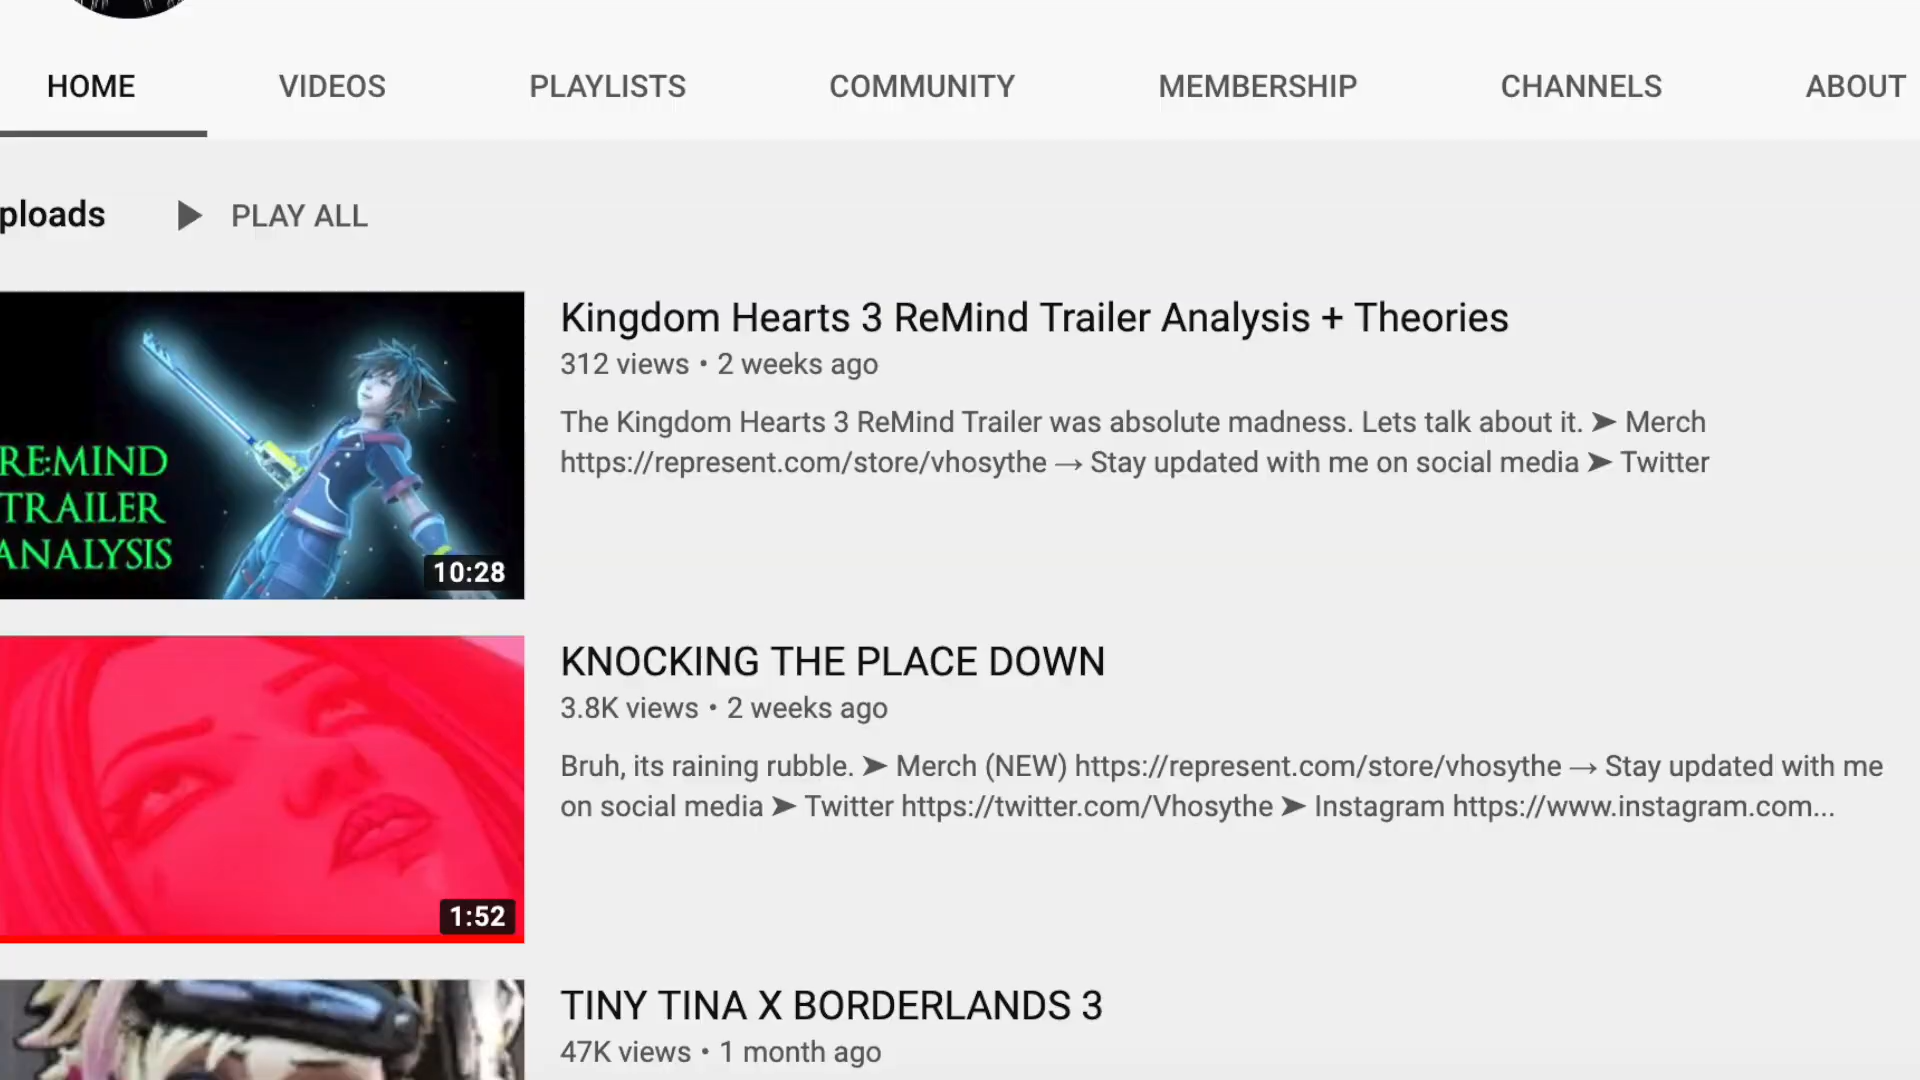 HOME VIDEOS PLAYLISTS COMMUNITY MEMBERSHIP CHANNELS ABOUT
ploads ▶ PLAY ALL
RE:MIND
TRAILER
ANALYSIS
10:28
Kingdom Hearts 3 ReMind Trailer Analysis + Theories
312 views • 2 weeks ago
The Kingdom Hearts 3 ReMind Trailer was absolute madness. Lets talk about it. ➤ Merch
https://represent.com/store/vhosythe → Stay updated with me on social media ➤ Twitter
1:52
KNOCKING THE PLACE DOWN
3.8K views • 2 weeks ago
Bruh, its raining rubble. ➤ Merch (NEW) https://represent.com/store/vhosythe → Stay updated with me
on social media ➤ Twitter https://twitter.com/Vhosythe ➤ Instagram https://www.instagram.com...
TINY TINA X BORDERLANDS 3
47K views • 1 month ago